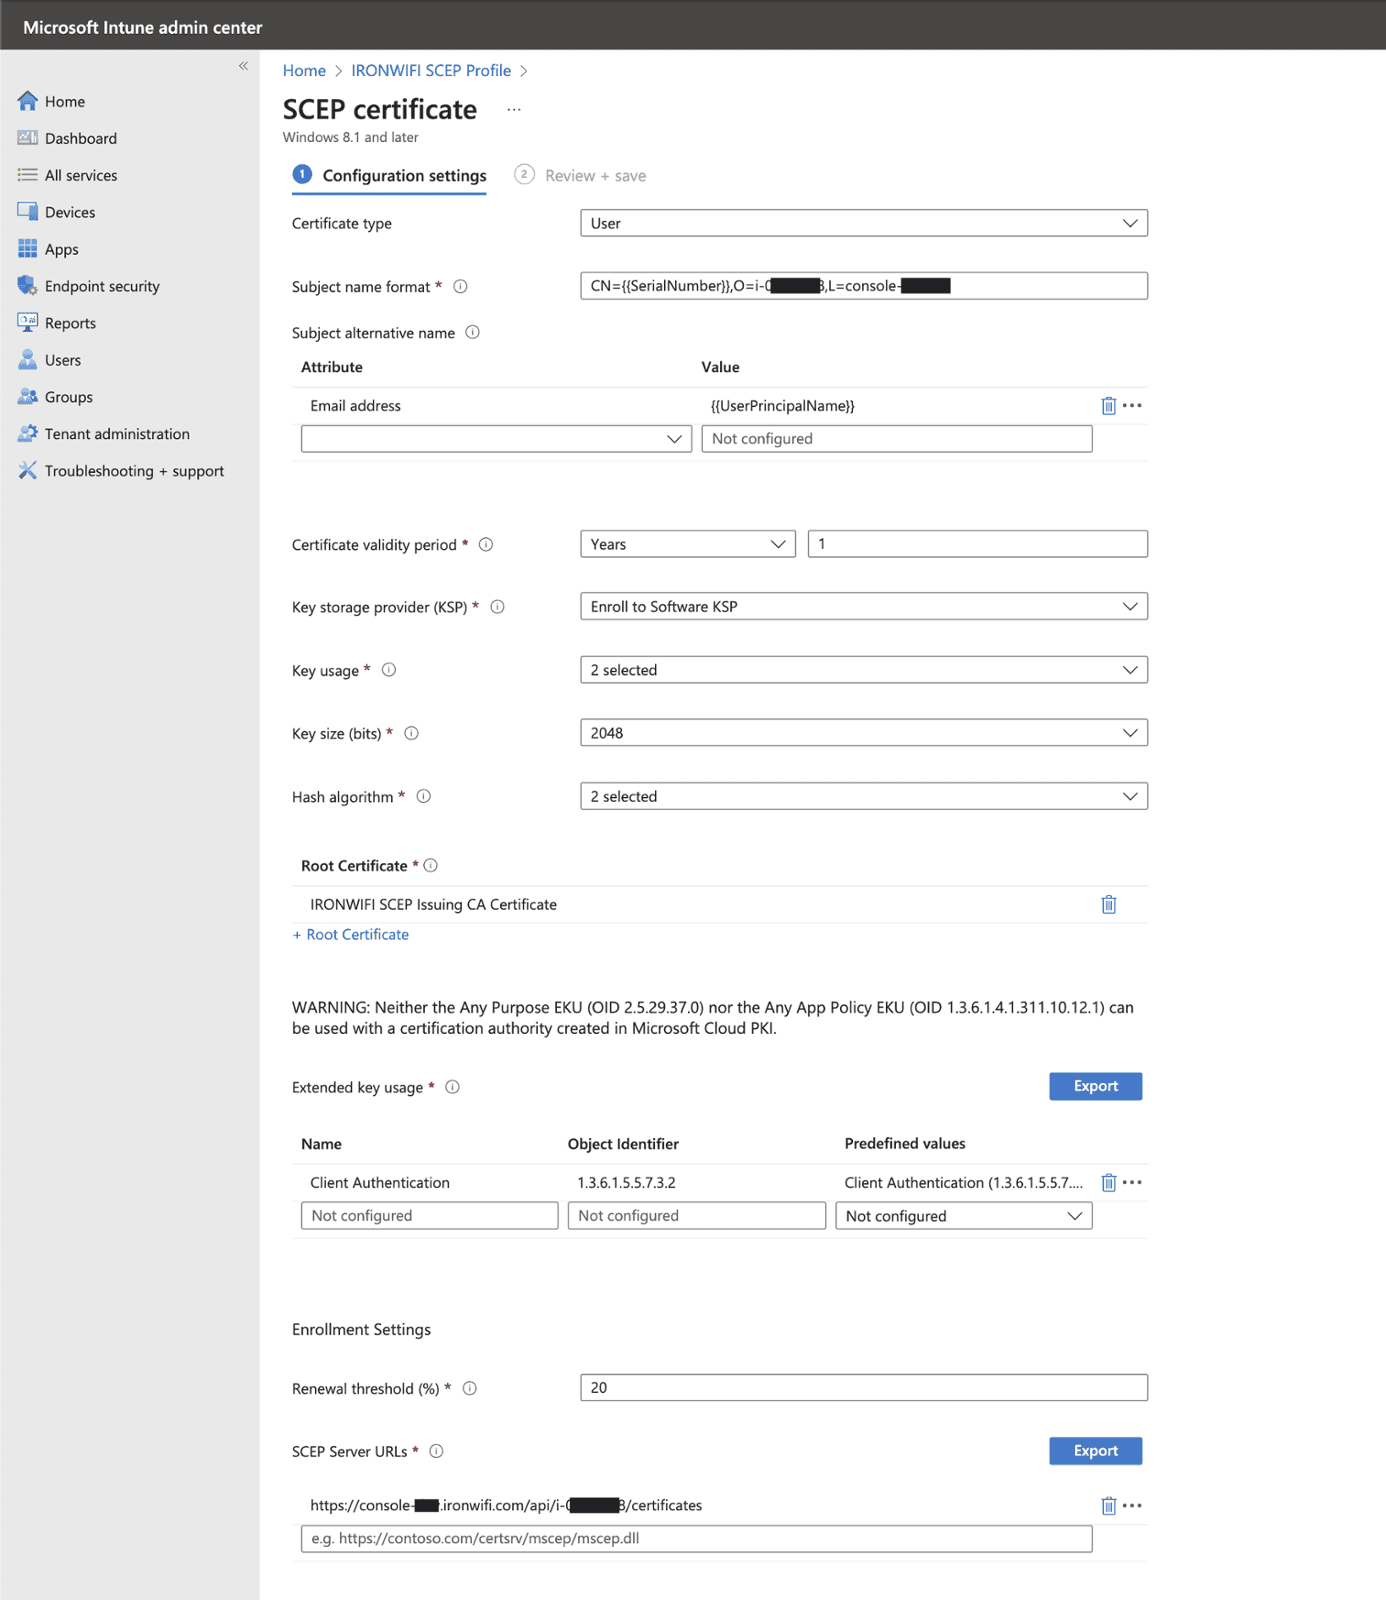 Microsoft Intune admin center
«
Home
Dashboard
All services
Devices
Apps
Endpoint security
Reports
Users
Groups
Tenant administration
Troubleshooting + support
Home > IRONWIFI SCEP Profile >
SCEP certificate ...
Windows 8.1 and later
1 Configuration settings 2 Review + save
Certificate type User
Subject name format * CN={{SerialNumber}},O=i-0 8,L=console-
Subject alternative name
Attribute Value
Email address {{UserPrincipalName}}
Not configured
Certificate validity period * Years 1
Key storage provider (KSP) * Enroll to Software KSP
Key usage * 2 selected
Key size (bits) * 2048
Hash algorithm * 2 selected
Root Certificate *
IRONWIFI SCEP Issuing CA Certificate
+ Root Certificate
WARNING: Neither the Any Purpose EKU (OID 2.5.29.37.0) nor the Any App Policy EKU (OID 1.3.6.1.4.1.311.10.12.1) can
be used with a certification authority created in Microsoft Cloud PKI.
Extended key usage * Export
Name Object Identifier Predefined values
Client Authentication 1.3.6.1.5.5.7.3.2 Client Authentication (1.3.6.1.5.5.7....
Not configured Not configured Not configured
Enrollment Settings
Renewal threshold (%) * 20
SCEP Server URLs * Export
https://console- .ironwifi.com/api/i-0 8/certificates
e.g. https://contoso.com/certsrv/mscep/mscep.dll